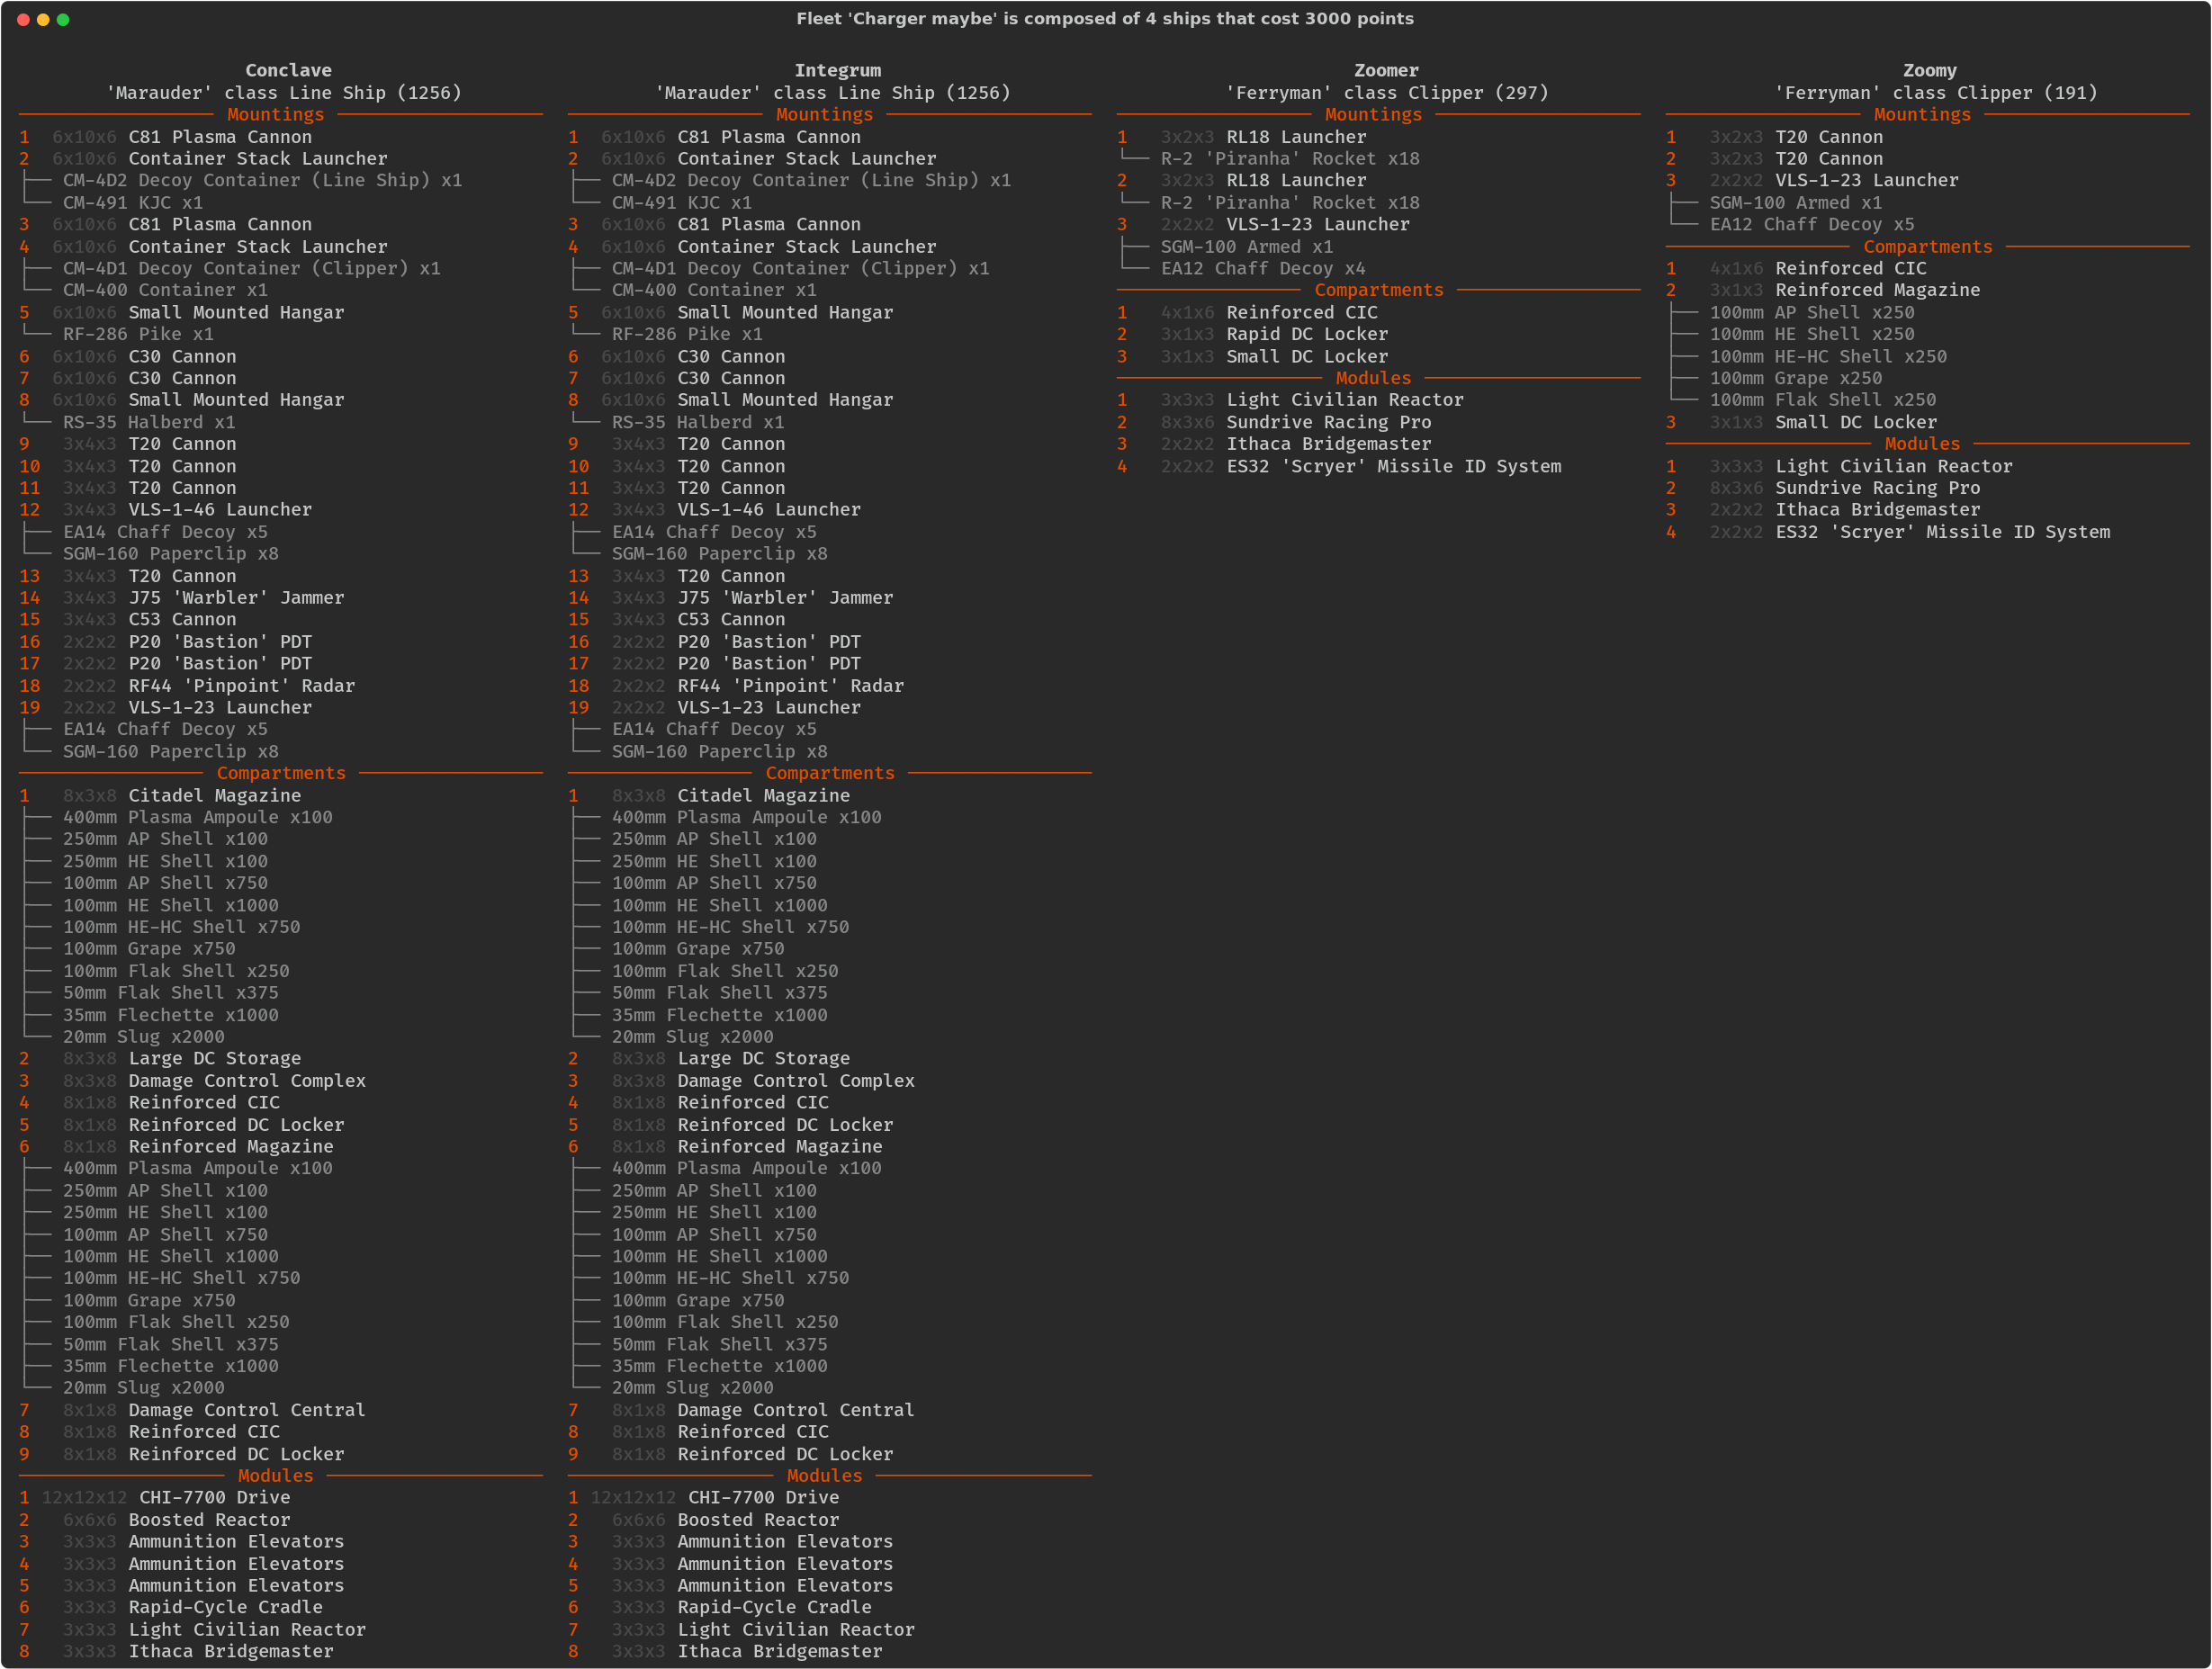 Fleet 'Charger maybe' is composed of 4 ships that cost 3000 points
Conclave
'Marauder' class Line Ship (1256)
Mountings
1 6x10x6 C81 Plasma Cannon
2 6x10x6 Container Stack Launcher
CM-4D2 Decoy Container (Line Ship) x1
CM-491 KJC x1
3 6x10x6 C81 Plasma Cannon
4 6x10x6 Container Stack Launcher
CM-4D1 Decoy Container (Clipper) x1
CM-400 Container x1
5 6x10x6 Small Mounted Hangar
RF-286 Pike x1
6 6x10x6 C30 Cannon
7 6x10x6 C30 Cannon
8 6x10x6 Small Mounted Hangar
RS-35 Halberd x1
9 3x4x3 T20 Cannon
10 3x4x3 T20 Cannon
11 3x4x3 T20 Cannon
12 3x4x3 VLS-1-46 Launcher
EA14 Chaff Decoy x5
SGM-160 Paperclip x8
13 3x4x3 T20 Cannon
14 3x4x3 J75 'Warbler' Jammer
15 3x4x3 C53 Cannon
16 2x2x2 P20 'Bastion' PDT
17 2x2x2 P20 'Bastion' PDT
18 2x2x2 RF44 'Pinpoint' Radar
19 2x2x2 VLS-1-23 Launcher
EA14 Chaff Decoy x5
SGM-160 Paperclip x8
Compartments
1 8x3x8 Citadel Magazine
400mm Plasma Ampoule x100
250mm AP Shell x100
250mm HE Shell x100
100mm AP Shell x750
100mm HE Shell x1000
100mm HE-HC Shell x750
100mm Grape x750
100mm Flak Shell x250
50mm Flak Shell x375
35mm Flechette x1000
20mm Slug x2000
2 8x3x8 Large DC Storage
3 8x3x8 Damage Control Complex
4 8x1x8 Reinforced CIC
5 8x1x8 Reinforced DC Locker
6 8x1x8 Reinforced Magazine
400mm Plasma Ampoule x100
250mm AP Shell x100
250mm HE Shell x100
100mm AP Shell x750
100mm HE Shell x1000
100mm HE-HC Shell x750
100mm Grape x750
100mm Flak Shell x250
50mm Flak Shell x375
35mm Flechette x1000
20mm Slug x2000
7 8x1x8 Damage Control Central
8 8x1x8 Reinforced CIC
9 8x1x8 Reinforced DC Locker
Modules
1 12x12x12 CHI-7700 Drive
2 6x6x6 Boosted Reactor
3 3x3x3 Ammunition Elevators
4 3x3x3 Ammunition Elevators
5 3x3x3 Ammunition Elevators
6 3x3x3 Rapid-Cycle Cradle
7 3x3x3 Light Civilian Reactor
8 3x3x3 Ithaca Bridgemaster
Integrum
'Marauder' class Line Ship (1256)
Mountings
1 6x10x6 C81 Plasma Cannon
2 6x10x6 Container Stack Launcher
CM-4D2 Decoy Container (Line Ship) x1
CM-491 KJC x1
3 6x10x6 C81 Plasma Cannon
4 6x10x6 Container Stack Launcher
CM-4D1 Decoy Container (Clipper) x1
CM-400 Container x1
5 6x10x6 Small Mounted Hangar
RF-286 Pike x1
6 6x10x6 C30 Cannon
7 6x10x6 C30 Cannon
8 6x10x6 Small Mounted Hangar
RS-35 Halberd x1
9 3x4x3 T20 Cannon
10 3x4x3 T20 Cannon
11 3x4x3 T20 Cannon
12 3x4x3 VLS-1-46 Launcher
EA14 Chaff Decoy x5
SGM-160 Paperclip x8
13 3x4x3 T20 Cannon
14 3x4x3 J75 'Warbler' Jammer
15 3x4x3 C53 Cannon
16 2x2x2 P20 'Bastion' PDT
17 2x2x2 P20 'Bastion' PDT
18 2x2x2 RF44 'Pinpoint' Radar
19 2x2x2 VLS-1-23 Launcher
EA14 Chaff Decoy x5
SGM-160 Paperclip x8
Compartments
1 8x3x8 Citadel Magazine
400mm Plasma Ampoule x100
250mm AP Shell x100
250mm HE Shell x100
100mm AP Shell x750
100mm HE Shell x1000
100mm HE-HC Shell x750
100mm Grape x750
100mm Flak Shell x250
50mm Flak Shell x375
35mm Flechette x1000
20mm Slug x2000
2 8x3x8 Large DC Storage
3 8x3x8 Damage Control Complex
4 8x1x8 Reinforced CIC
5 8x1x8 Reinforced DC Locker
6 8x1x8 Reinforced Magazine
400mm Plasma Ampoule x100
250mm AP Shell x100
250mm HE Shell x100
100mm AP Shell x750
100mm HE Shell x1000
100mm HE-HC Shell x750
100mm Grape x750
100mm Flak Shell x250
50mm Flak Shell x375
35mm Flechette x1000
20mm Slug x2000
7 8x1x8 Damage Control Central
8 8x1x8 Reinforced CIC
9 8x1x8 Reinforced DC Locker
Modules
1 12x12x12 CHI-7700 Drive
2 6x6x6 Boosted Reactor
3 3x3x3 Ammunition Elevators
4 3x3x3 Ammunition Elevators
5 3x3x3 Ammunition Elevators
6 3x3x3 Rapid-Cycle Cradle
7 3x3x3 Light Civilian Reactor
8 3x3x3 Ithaca Bridgemaster
Zoomer
'Ferryman' class Clipper (297)
Mountings
1 3x2x3 RL18 Launcher
R-2 'Piranha' Rocket x18
2 3x2x3 RL18 Launcher
R-2 'Piranha' Rocket x18
3 2x2x2 VLS-1-23 Launcher
SGM-100 Armed x1
EA12 Chaff Decoy x4
Compartments
1 4x1x6 Reinforced CIC
2 3x1x3 Rapid DC Locker
3 3x1x3 Small DC Locker
Modules
1 3x3x3 Light Civilian Reactor
2 8x3x6 Sundrive Racing Pro
3 2x2x2 Ithaca Bridgemaster
4 2x2x2 ES32 'Scryer' Missile ID System
Zoomy
'Ferryman' class Clipper (191)
Mountings
1 3x2x3 T20 Cannon
2 3x2x3 T20 Cannon
3 2x2x2 VLS-1-23 Launcher
SGM-100 Armed x1
EA12 Chaff Decoy x5
Compartments
1 4x1x6 Reinforced CIC
2 3x1x3 Reinforced Magazine
100mm AP Shell x250
100mm HE Shell x250
100mm HE-HC Shell x250
100mm Grape x250
100mm Flak Shell x250
3 3x1x3 Small DC Locker
Modules
1 3x3x3 Light Civilian Reactor
2 8x3x6 Sundrive Racing Pro
3 2x2x2 Ithaca Bridgemaster
4 2x2x2 ES32 'Scryer' Missile ID System